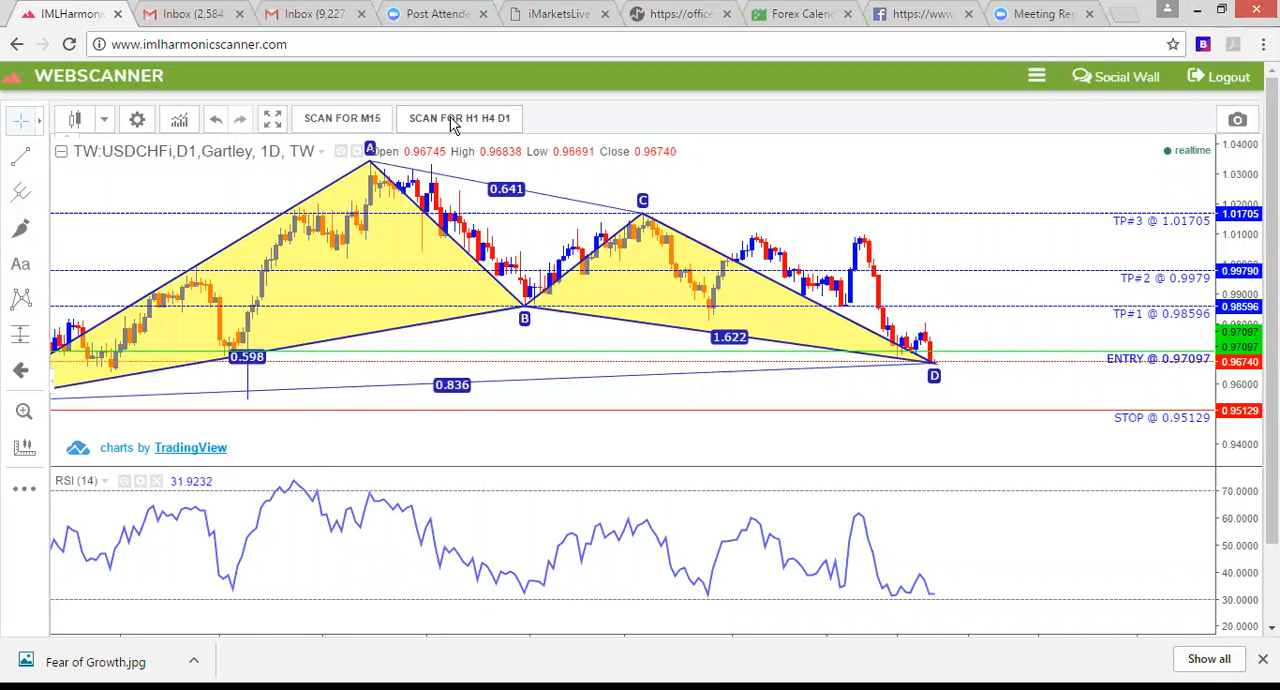 IMLHarmonic
Inbox (2,584
Inbox (9,227
Post Attende
iMarketsLive
https://office
Forex Calenc
https://www
Meeting Reg
www.imlharmonicscanner.com
WEBSCANNER
Social Wall
Logout
SCAN FOR M15
SCAN FOR H1 H4 D1
TW:USDCHFi,D1,Gartley, 1D, TW
Open 0.96745 High 0.96838 Low 0.96691 Close 0.96740
realtime
Aa
A
0.641
C
B
0.598
1.622
0.836
D
TP#3 @ 1.01705
TP#2 @ 0.9979
TP#1 @ 0.98596
ENTRY @ 0.97097
STOP @ 0.95129
1.04000
1.03000
1.02000
1.01705
1.01000
0.99790
0.99000
0.98596
0.98000
0.97097
0.97097
0.96740
0.96000
0.95129
0.94000
charts by TradingView
RSI (14)
31.9232
70.0000
60.0000
50.0000
40.0000
30.0000
20.0000
Fear of Growth.jpg
Show all